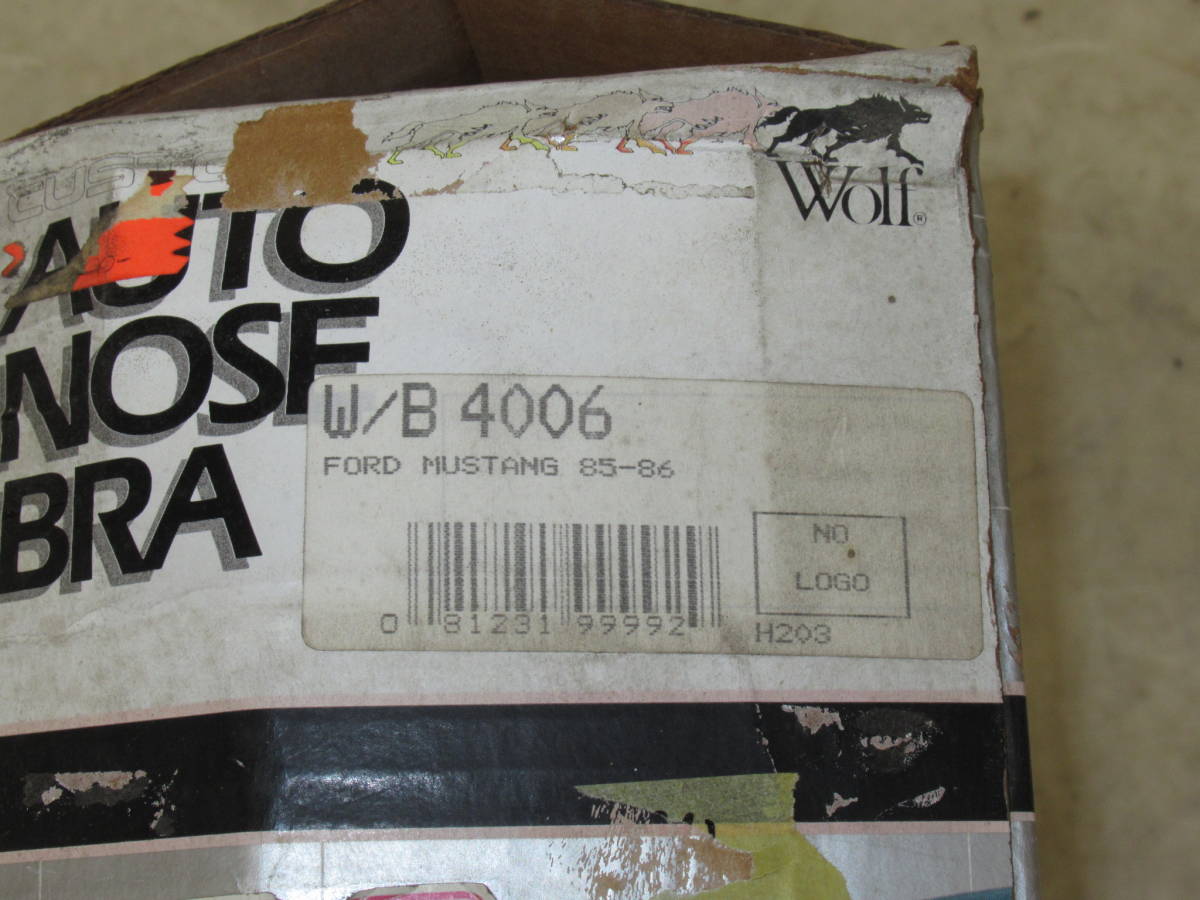 Wolf®
AUTO
NOSE
BRA
W/B 4006
FORD MUSTANG 85-86
NO
LOGO
0 81231 99992
H203